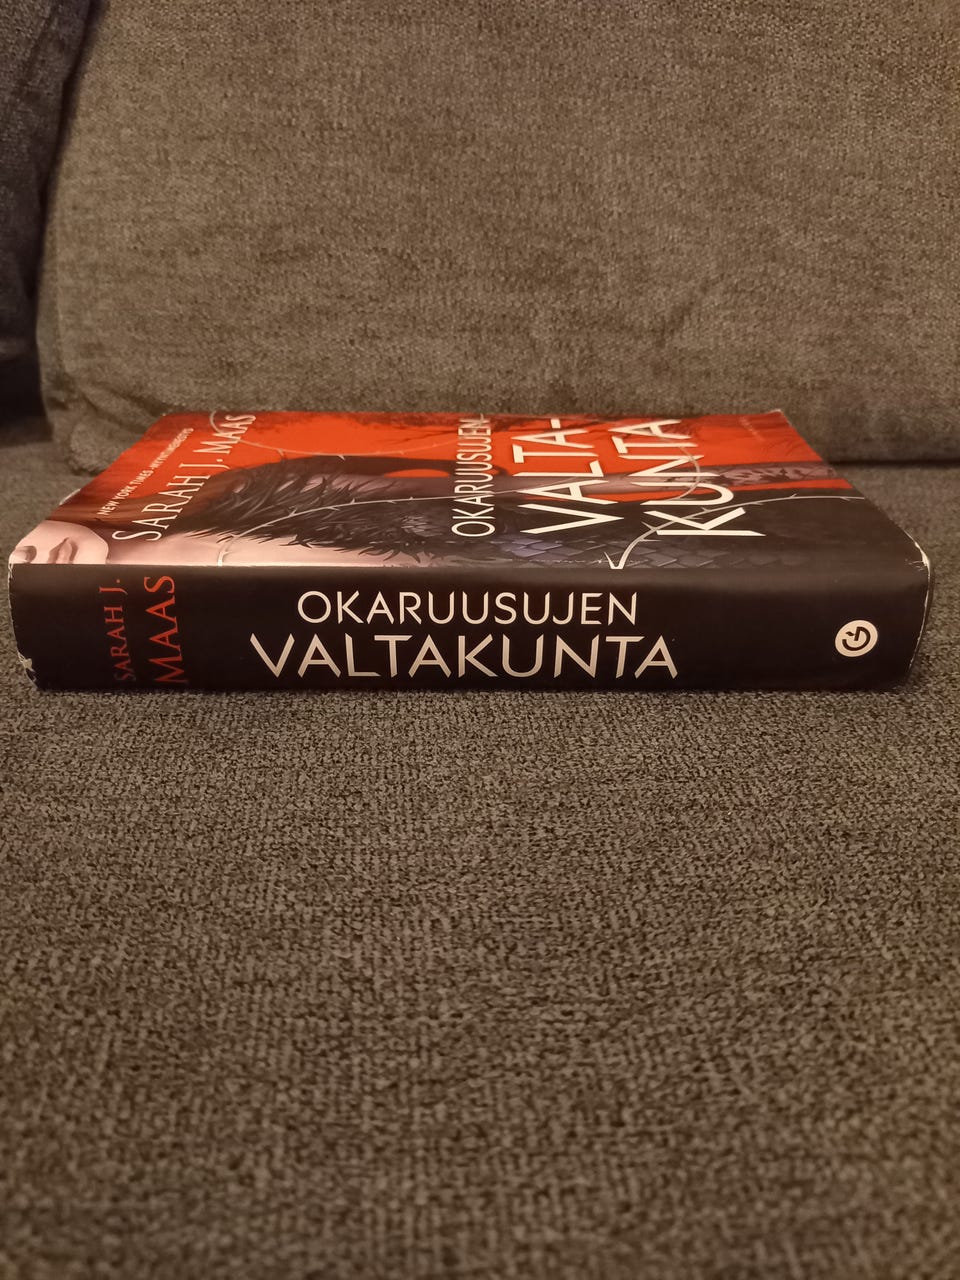 NEW YORK TIMES -MYYNTIMENESTYS
SARAH J. MAAS
OKARUUSUJEN
VALTA-
KUNTA
SARAH J.
MAAS
OKARUUSUJEN
VALTAKUNTA
G